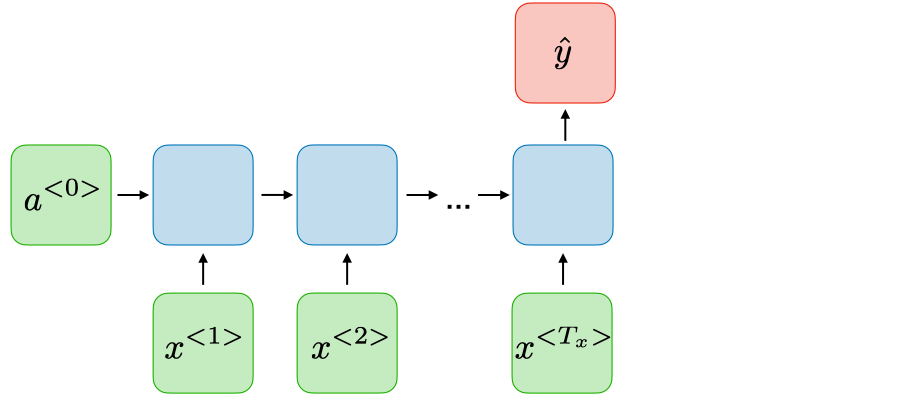 ŷ
a<0>
...
x<1> x<2> x<Tx>